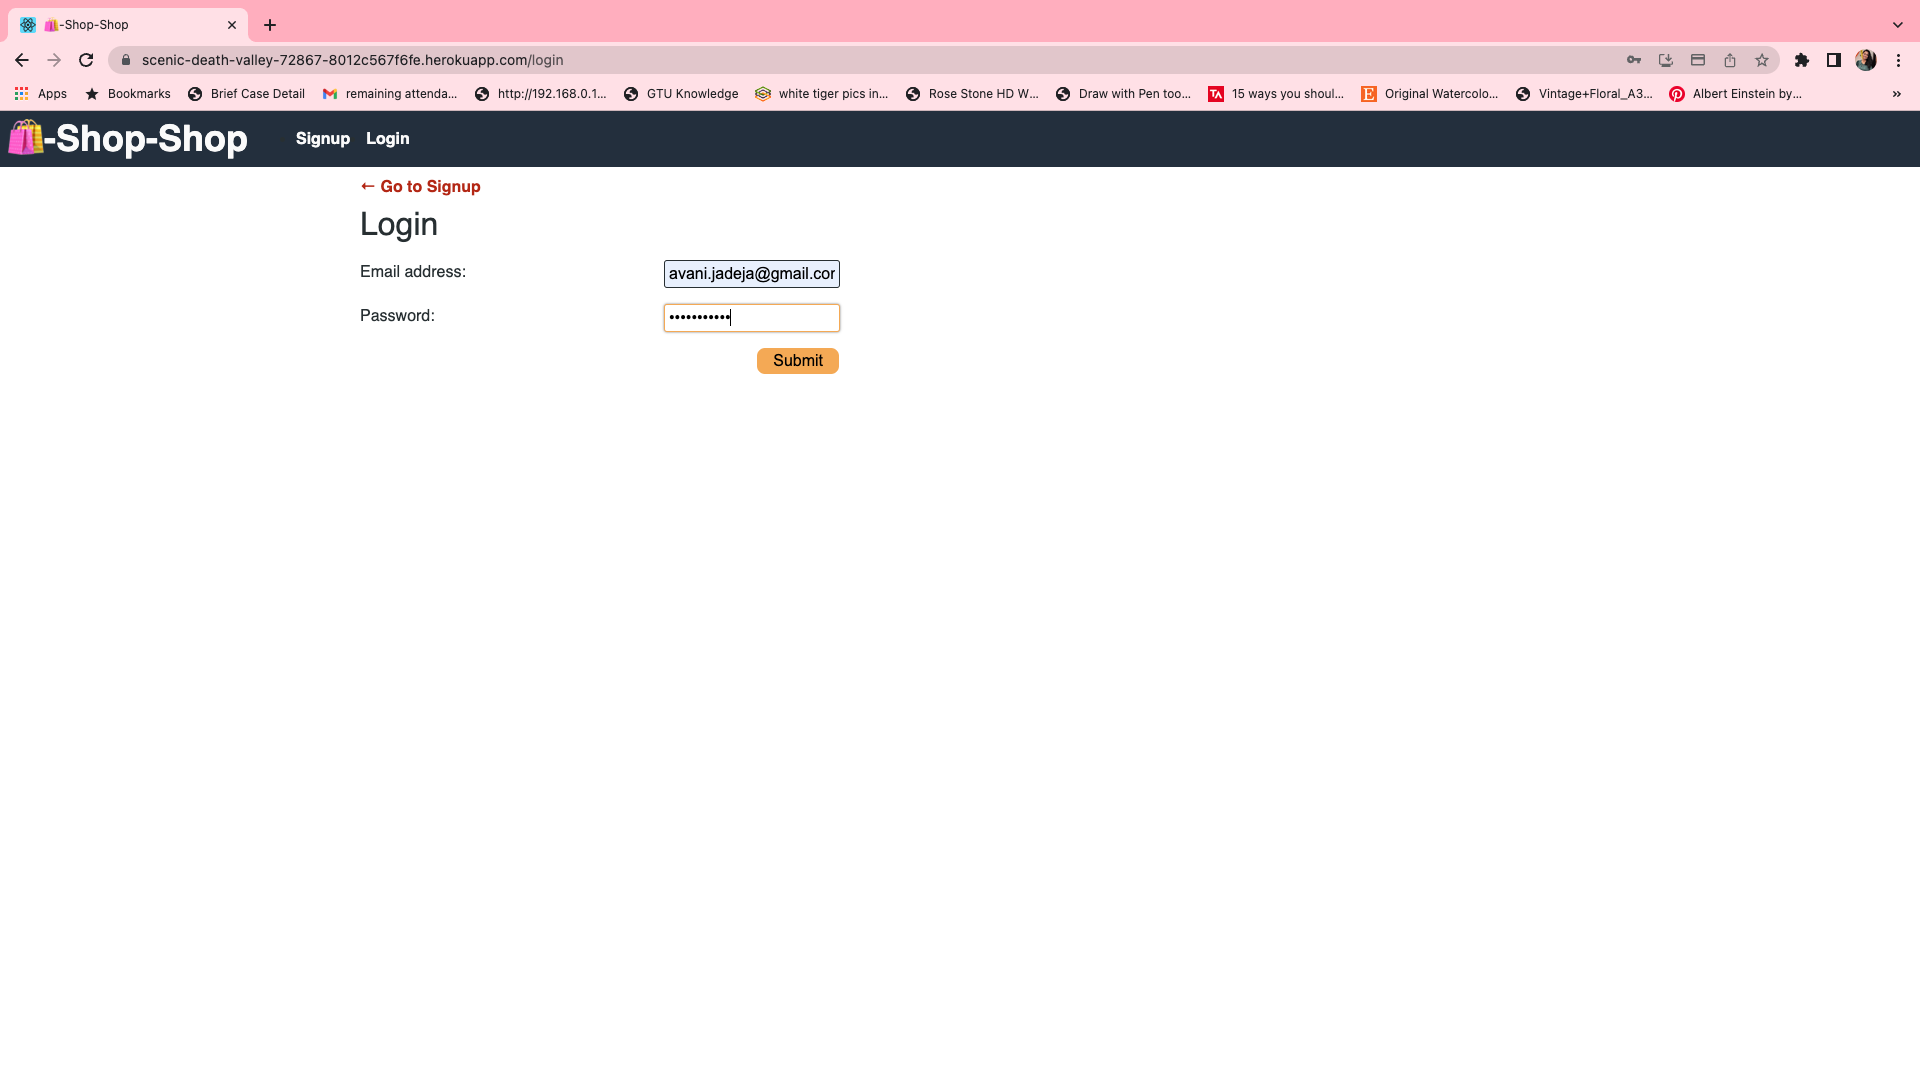 -Shop-Shop
scenic-death-valley-72867-8012c567f6fe.herokuapp.com/login
Apps Bookmarks Brief Case Detail remaining attenda... http://192.168.0.1... GTU Knowledge white tiger pics in... Rose Stone HD W... Draw with Pen too... TA 15 ways you shoul... E Original Watercolo... Vintage+Floral_A3... Albert Einstein by... »
-Shop-Shop Signup Login
← Go to Signup
Login
Email address: avani.jadeja@gmail.cor
Password: •••••••••••
Submit